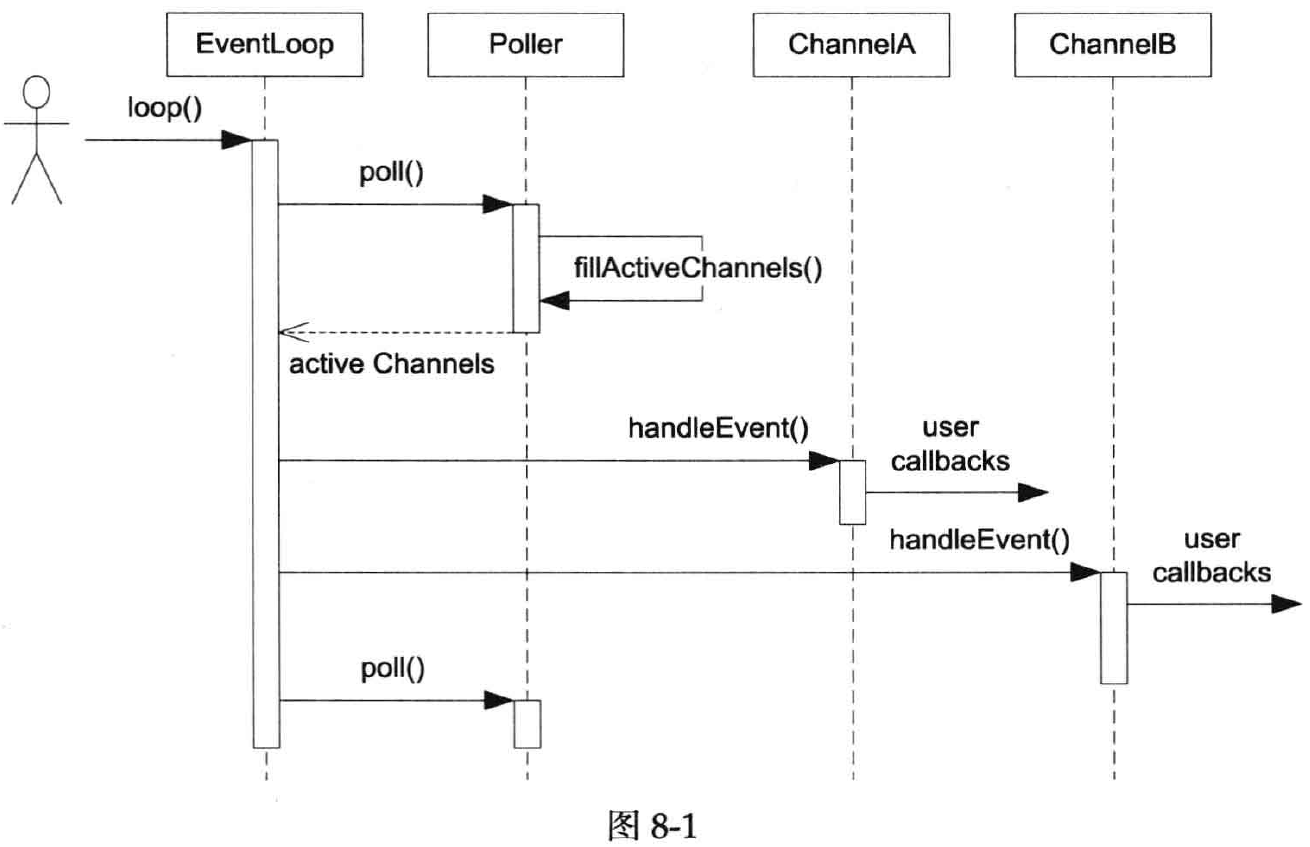 EventLoop
Poller
ChannelA
ChannelB
loop()
poll()
fillActiveChannels()
active Channels
handleEvent()
user
callbacks
handleEvent()
user
callbacks
poll()
图 8-1